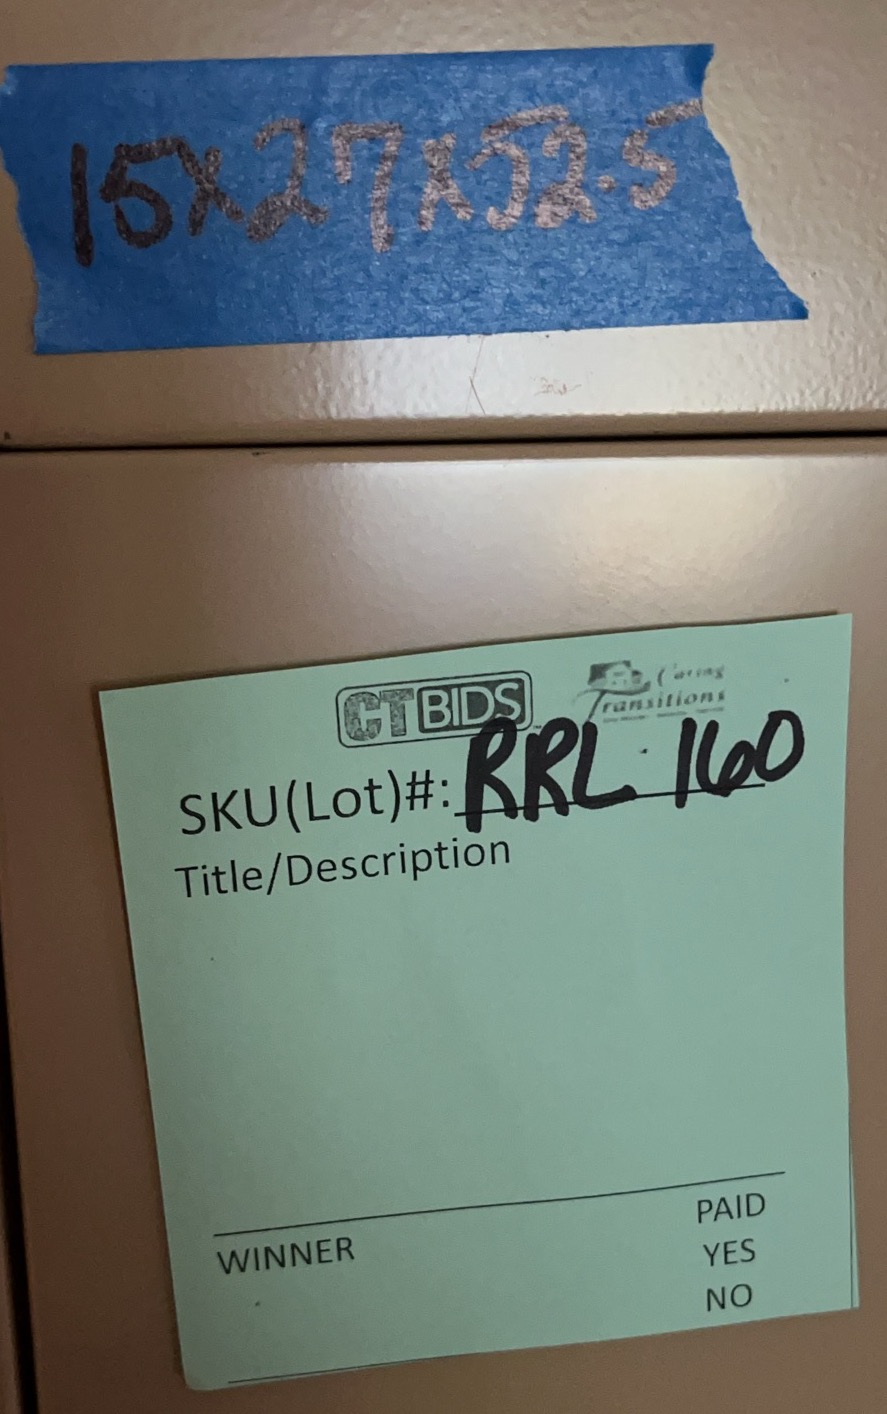 15x27x52.5
CTBIDS
Caring
Transitions
SKU(Lot)#: RRL 160
Title/Description
PAID
WINNER
YES
NO